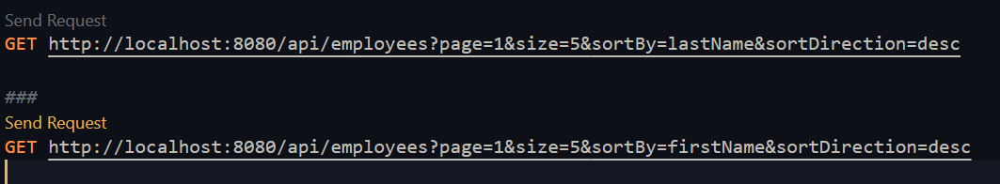 Send Request
GET http://localhost:8080/api/employees?page=1&size=5&sortBy=lastName&sortDirection=desc
###
Send Request
GET http://localhost:8080/api/employees?page=1&size=5&sortBy=firstName&sortDirection=desc